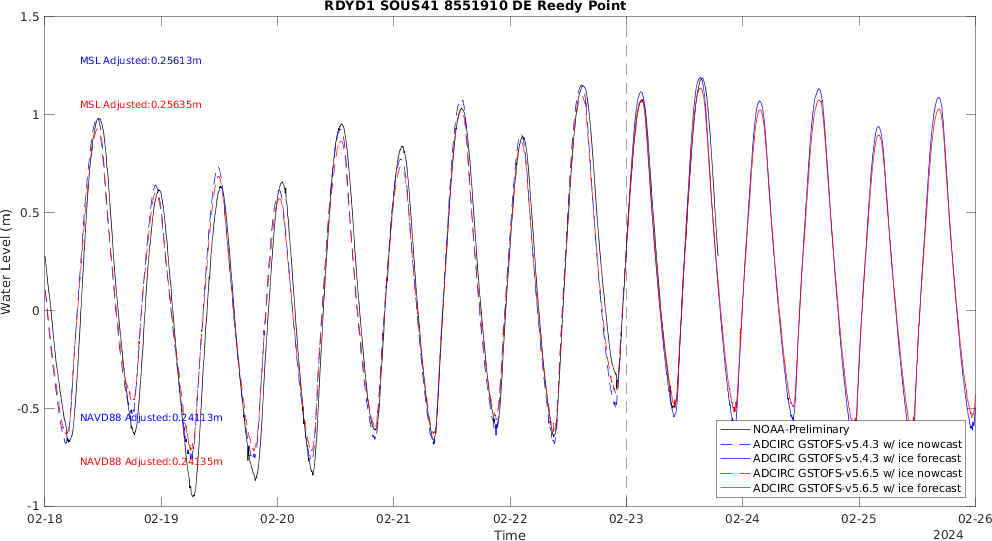 RDYD1 SOUS41 8551910 DE Reedy Point
1.5
MSL Adjusted:0.25613m
MSL Adjusted:0.25635m
1
0.5
Water Level (m)
0
-0.5
NAVD88 Adjusted:0.24113m
NAVD88 Adjusted:0.24135m
-1
NOAA-Preliminary
ADCIRC GSTOFS-v5.4.3 w/ ice nowcast
ADCIRC GSTOFS-v5.4.3 w/ ice forecast
ADCIRC GSTOFS-v5.6.5 w/ ice nowcast
ADCIRC GSTOFS-v5.6.5 w/ ice forecast
02-18 02-19 02-20 02-21 02-22 02-23 02-24 02-25 02-26
Time
2024